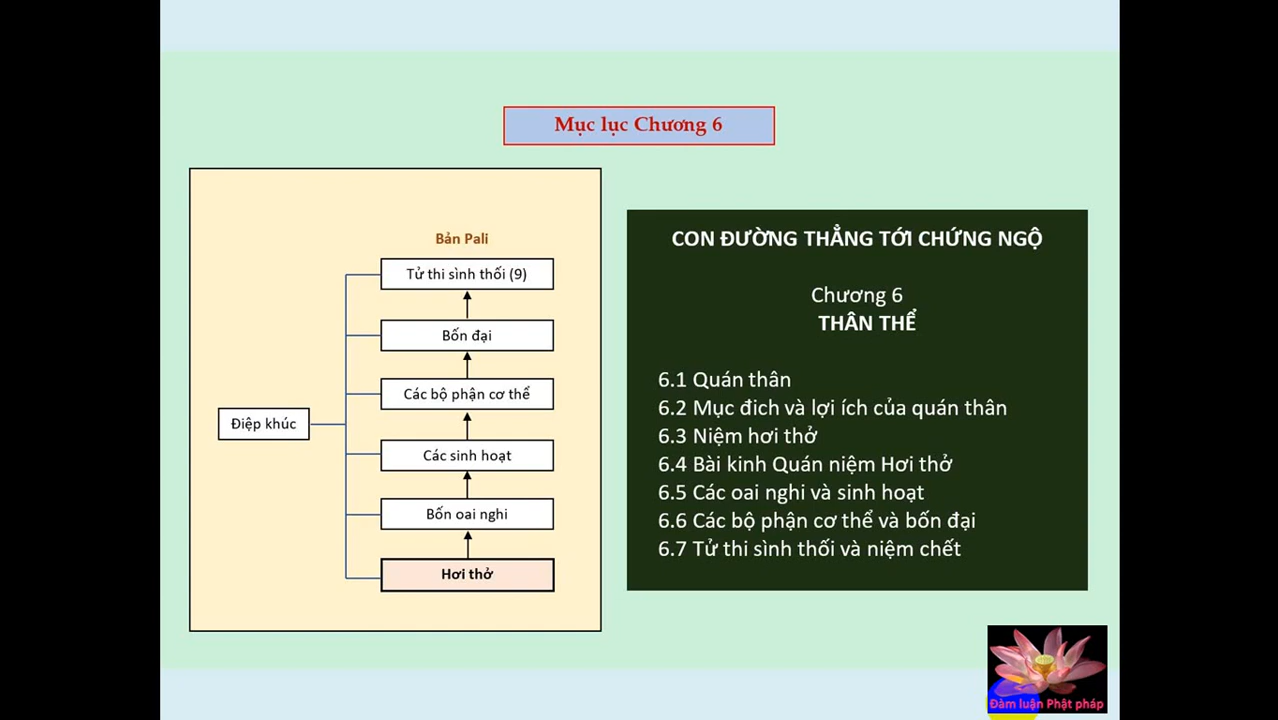 Mục lục Chương 6
Bản Pali
Tử thi sình thối (9)
Bốn đại
Các bộ phận cơ thể
Điệp khúc
Các sinh hoạt
Bốn oai nghi
Hơi thở
CON ĐƯỜNG THẲNG TỚI CHỨNG NGỘ
Chương 6
THÂN THỂ
6.1 Quán thân
6.2 Mục đich và lợi ích của quán thân
6.3 Niệm hơi thở
6.4 Bài kinh Quán niệm Hơi thở
6.5 Các oai nghi và sinh hoạt
6.6 Các bộ phận cơ thể và bốn đại
6.7 Tử thi sình thối và niệm chết
Đàm luận Phật pháp